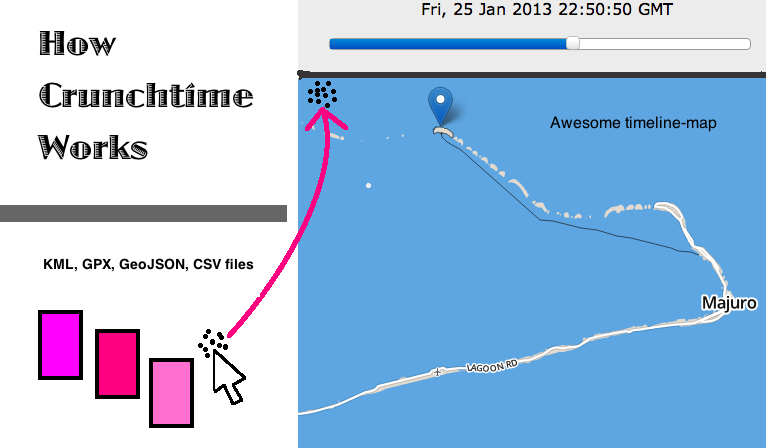 How
Crunchtime
Works
KML, GPX, GeoJSON, CSV files
Fri, 25 Jan 2013 22:50:50 GMT
Awesome timeline-map
Majuro
LAGOON RD